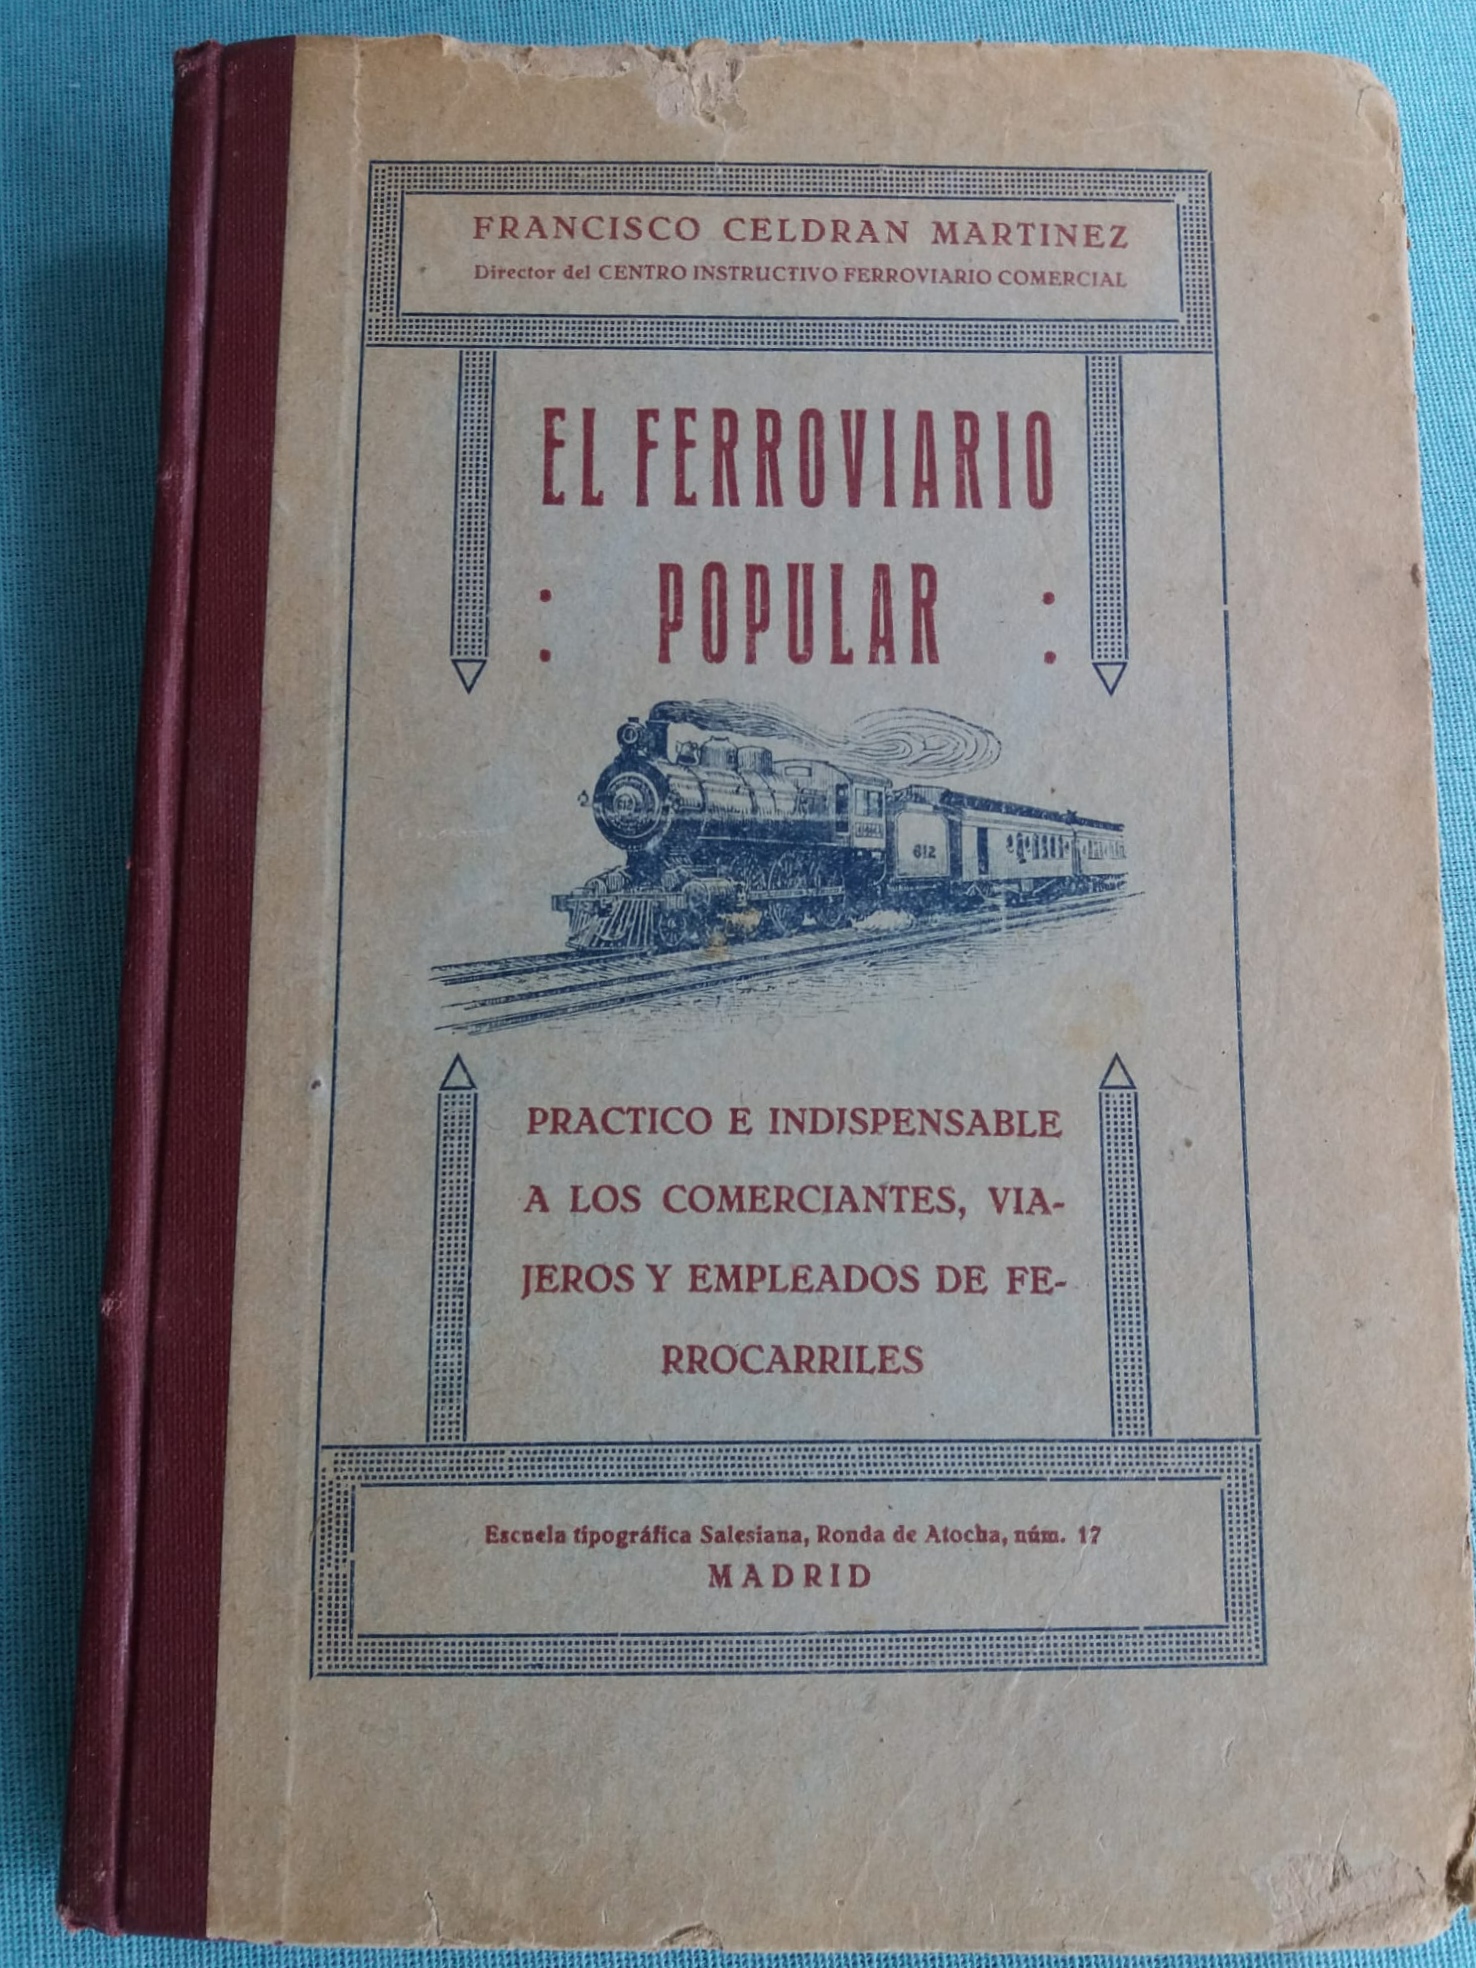 FRANCISCO CELDRAN MARTINEZ
Director del CENTRO INSTRUCTIVO FERROVIARIO COMERCIAL
EL FERROVIARIO
: POPULAR :
612
PRACTICO E INDISPENSABLE
A LOS COMERCIANTES, VIA-
JEROS Y EMPLEADOS DE FE-
RROCARRILES
Escuela tipográfica Salesiana, Ronda de Atocha, núm. 17
MADRID